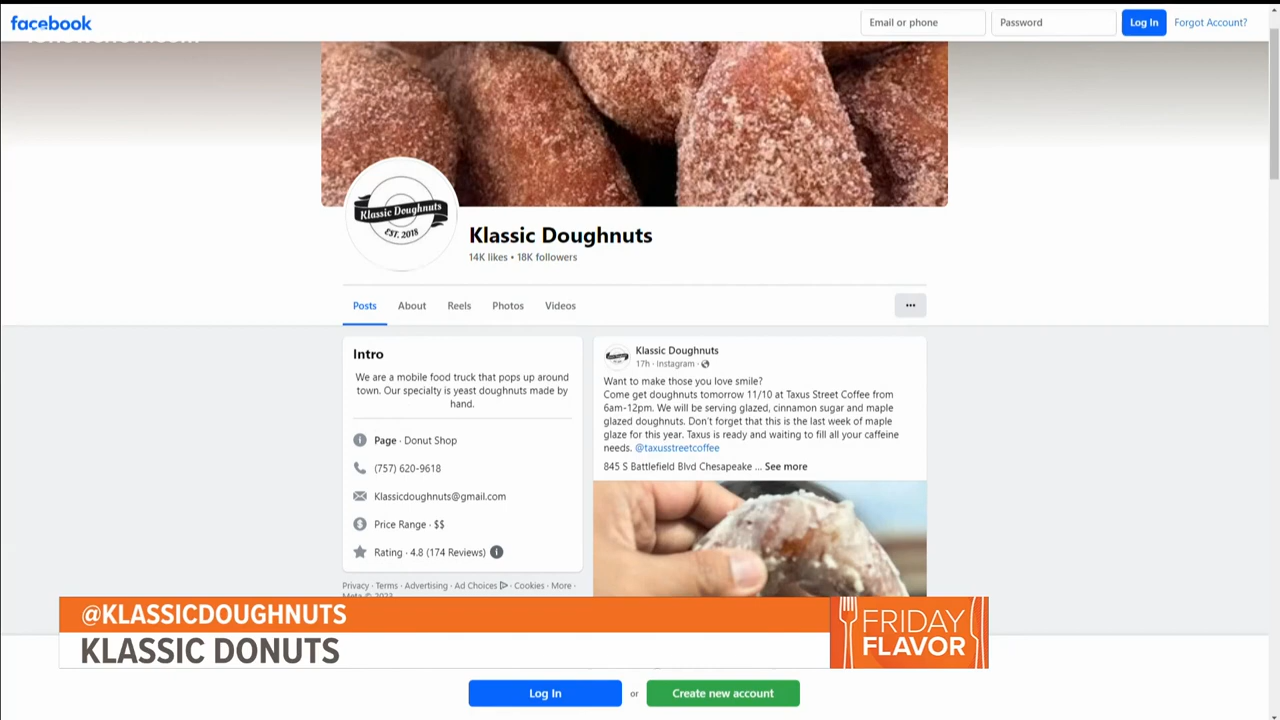 facebook
Email or phone
Password
Log In
Forgot Account?
Klassic Doughnuts
EST. 2018
Klassic Doughnuts
14K likes • 18K followers
Posts
About
Reels
Photos
Videos
Intro
We are a mobile food truck that pops up around
town. Our specialty is yeast doughnuts made by
hand.
Page · Donut Shop
(757) 620-9618
Klassicdoughnuts@gmail.com
Price Range · $$
Rating · 4.8 (174 Reviews)
Privacy · Terms · Advertising · Ad Choices · Cookies · More ·
Meta © 2023
Klassic Doughnuts
17h · Instagram ·
Want to make those you love smile?
Come get doughnuts tomorrow 11/10 at Taxus Street Coffee from
6am-12pm. We will be serving glazed, cinnamon sugar and maple
glazed doughnuts. Don't forget that this is the last week of maple
glaze for this year. Taxus is ready and waiting to fill all your caffeine
needs. @taxusstreetcoffee
845 S Battlefield Blvd Chesapeake ... See more
@KLASSICDOUGHNUTS
KLASSIC DONUTS
FRIDAY
FLAVOR
Log In
or
Create new account